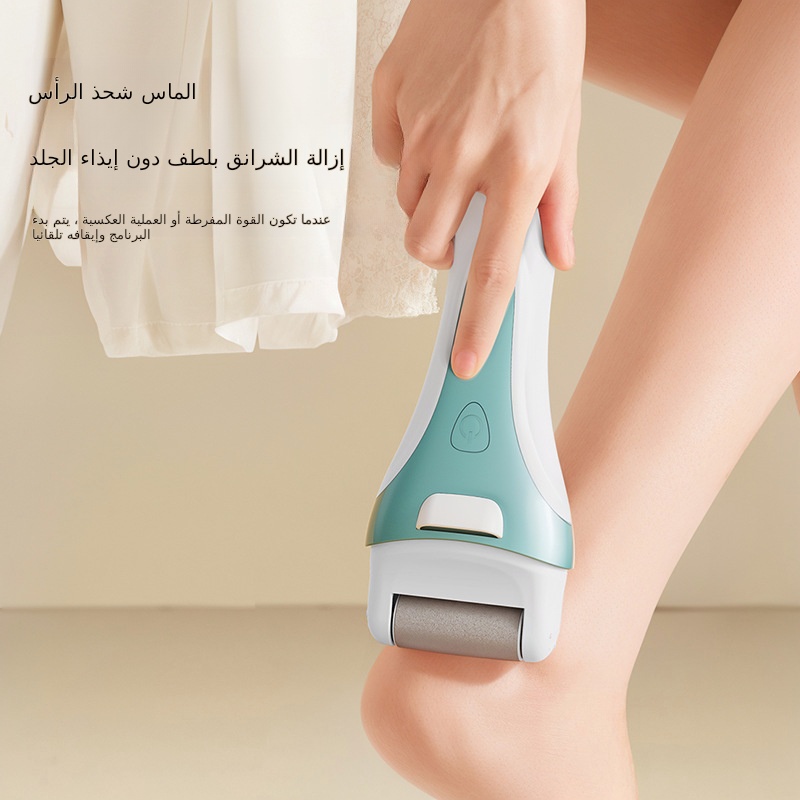 الماس شحذ الرأس
إزالة الشرانق بلطف دون إيذاء الجلد
عندما تكون القوة المفرطة أو العملية العكسية ، يتم بدء
البرنامج وإيقافه تلقائيا